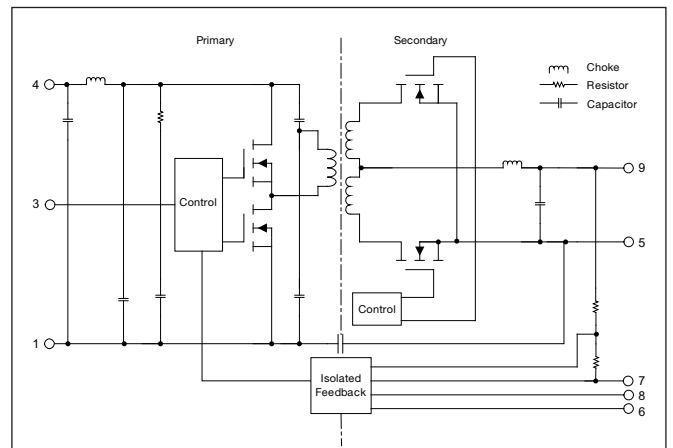 Primary
Secondary
Choke
Resistor
Capacitor
4
3
1
Control
9
5
Control
Isolated
Feedback
7
8
6